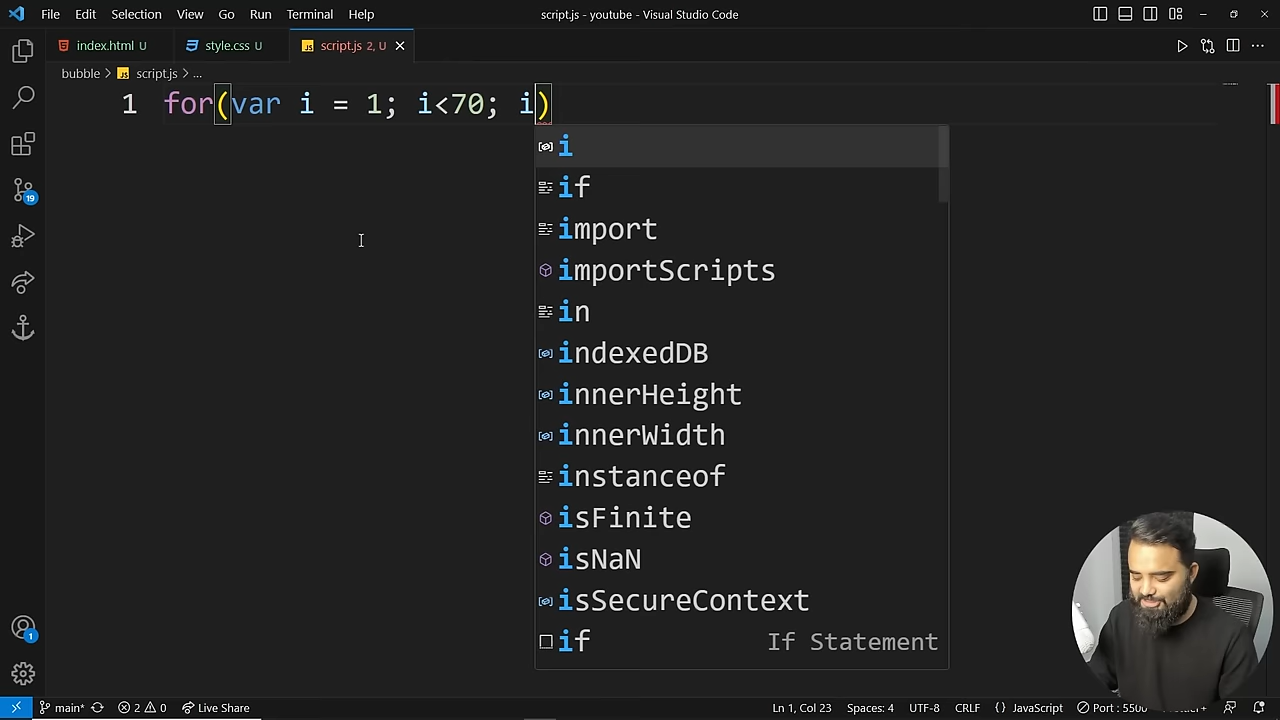 File Edit Selection View Go Run Terminal Help script.js - youtube - Visual Studio Code
index.html U style.css U JS script.js 2, U
bubble > JS script.js > ...
1 for(var i = 1; i<70; i)
i
if
import
importScripts
in
indexedDB
innerHeight
innerWidth
instanceof
isFinite
isNaN
isSecureContext
if If Statement
19
1
main* 2 0 Live Share Ln 1, Col 23 Spaces: 4 UTF-8 CRLF {} JavaScript Port : 5500